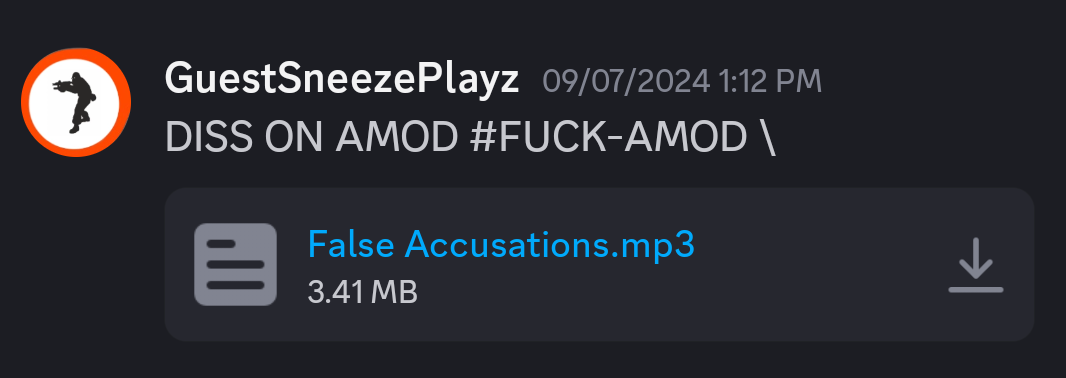 GuestSneezePlayz 09/07/2024 1:12 PM
DISS ON AMOD #FUCK-AMOD \
False Accusations.mp3
3.41 MB